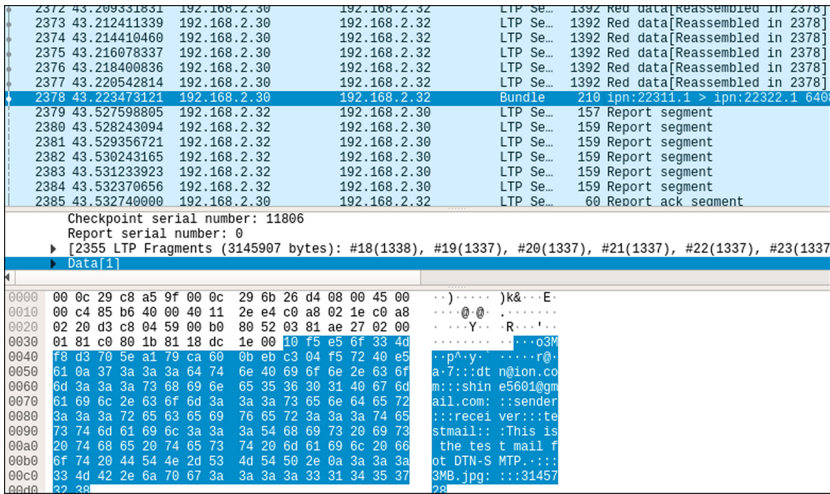 2372 43.209331831 192.168.2.30 192.168.2.32 LTP Se… 1392 Red data[Reassembled in 2378]
2373 43.212411339 192.168.2.30 192.168.2.32 LTP Se… 1392 Red data[Reassembled in 2378]
2374 43.214410460 192.168.2.30 192.168.2.32 LTP Se… 1392 Red data[Reassembled in 2378]
2375 43.216078337 192.168.2.30 192.168.2.32 LTP Se… 1392 Red data[Reassembled in 2378]
2376 43.218400836 192.168.2.30 192.168.2.32 LTP Se… 1392 Red data[Reassembled in 2378]
2377 43.220542814 192.168.2.30 192.168.2.32 LTP Se… 1392 Red data[Reassembled in 2378]
2378 43.223473121 192.168.2.30 192.168.2.32 Bundle 210 ipn:22311.1 > ipn:22322.1 640
2379 43.527598805 192.168.2.32 192.168.2.30 LTP Se… 157 Report segment
2380 43.528243094 192.168.2.32 192.168.2.30 LTP Se… 159 Report segment
2381 43.529356721 192.168.2.32 192.168.2.30 LTP Se… 159 Report segment
2382 43.530243165 192.168.2.32 192.168.2.30 LTP Se… 159 Report segment
2383 43.531233923 192.168.2.32 192.168.2.30 LTP Se… 159 Report segment
2384 43.532370656 192.168.2.32 192.168.2.30 LTP Se… 159 Report segment
2385 43.532740000 192.168.2.30 192.168.2.32 LTP Se… 60 Report ack segment
Checkpoint serial number: 11806
Report serial number: 0
[2355 LTP Fragments (3145907 bytes): #18(1338), #19(1337), #20(1337), #21(1337), #22(1337), #23(1337
Data[1]
0000 00 0c 29 c8 a5 9f 00 0c 29 6b 26 d4 08 00 45 00 ··)····· )k&···E·
0010 00 c4 85 b6 40 00 40 11 2e e4 c0 a8 02 1e c0 a8 ····@·@· .·······
0020 02 20 d3 c8 04 59 00 b0 80 52 03 81 ae 27 02 00 · ···Y·· ·R···'··
0030 01 81 c0 80 1b 81 18 dc 1e 00 10 f5 e5 6f 33 4d ········ ·····o3M
0040 f8 d3 70 5e a1 79 ca 60 0b eb c3 04 f5 72 40 e5 ··p^·y·` ·····r@·
0050 61 0a 37 3a 3a 3a 64 74 6e 40 69 6f 6e 2e 63 6f a·7:::dt n@ion.co
0060 6d 3a 3a 3a 73 68 69 6e 65 35 36 30 31 40 67 6d m:::shin e5601@gm
0070 61 69 6c 2e 63 6f 6d 3a 3a 3a 73 65 6e 64 65 72 ail.com: ::sender
0080 3a 3a 3a 72 65 63 65 69 76 65 72 3a 3a 3a 74 65 :::recei ver:::te
0090 73 74 6d 61 69 6c 3a 3a 3a 54 68 69 73 20 69 73 stmail:: :This is
00a0 20 74 68 65 20 74 65 73 74 20 6d 61 69 6c 20 66 the tes t mail f
00b0 6f 74 20 44 54 4e 2d 53 4d 54 50 2e 0a 3a 3a 3a ot DTN-S MTP.·:::
00c0 33 4d 42 2e 6a 70 67 3a 3a 3a 3a 33 31 34 35 37 3MB.jpg: :::31457
00d0 32 38 28